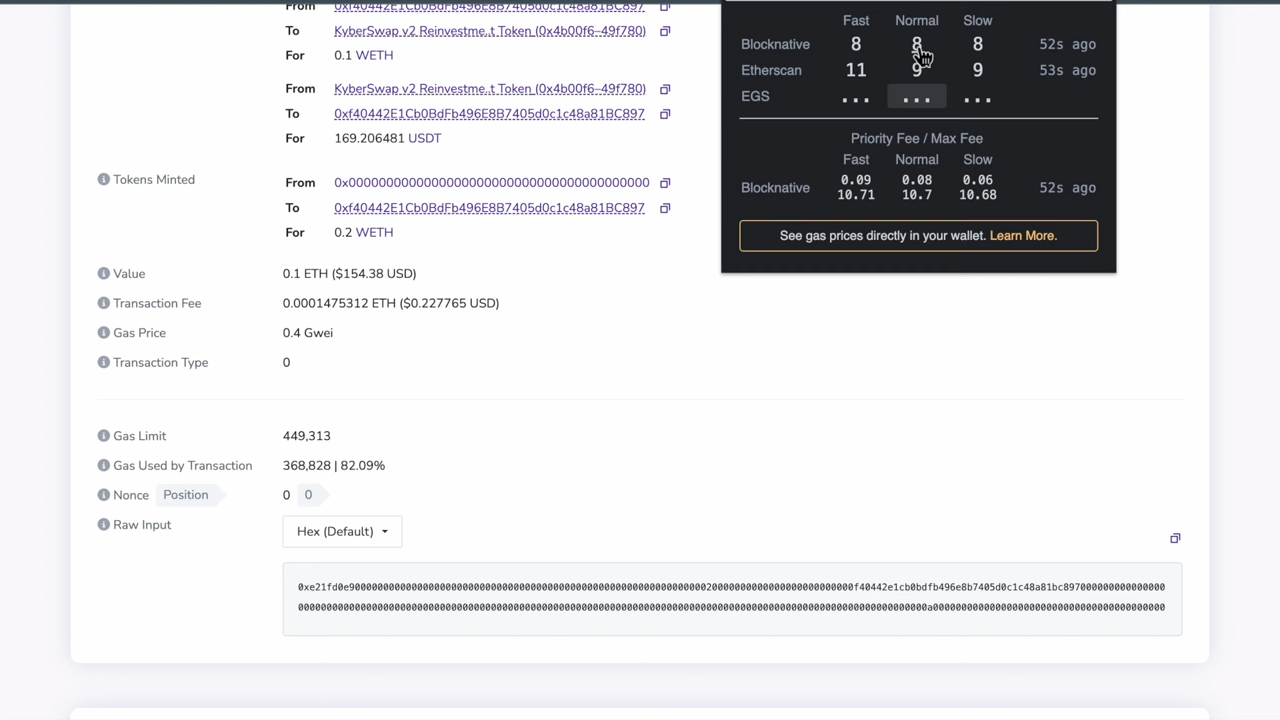 From 0xf40442E1Cb0BdFb496E8B7405d0c1c48a81BC897
To KyberSwap v2 Reinvestme..t Token (0x4b00f6–49f780)
For 0.1 WETH
From KyberSwap v2 Reinvestme..t Token (0x4b00f6–49f780)
To 0xf40442E1Cb0BdFb496E8B7405d0c1c48a81BC897
For 169.206481 USDT
Tokens Minted
From 0x0000000000000000000000000000000000000000
To 0xf40442E1Cb0BdFb496E8B7405d0c1c48a81BC897
For 0.2 WETH
Value 0.1 ETH ($154.38 USD)
Transaction Fee 0.0001475312 ETH ($0.227765 USD)
Gas Price 0.4 Gwei
Transaction Type 0
Gas Limit 449,313
Gas Used by Transaction 368,828 | 82.09%
Nonce Position 0 0
Raw Input Hex (Default)
Fast Normal Slow
Blocknative 8 8 8 52s ago
Etherscan 11 9 9 53s ago
EGS ... ... ...
Priority Fee / Max Fee
Fast Normal Slow
0.09 0.08 0.06
Blocknative 52s ago
10.71 10.7 10.68
See gas prices directly in your wallet. Learn More.